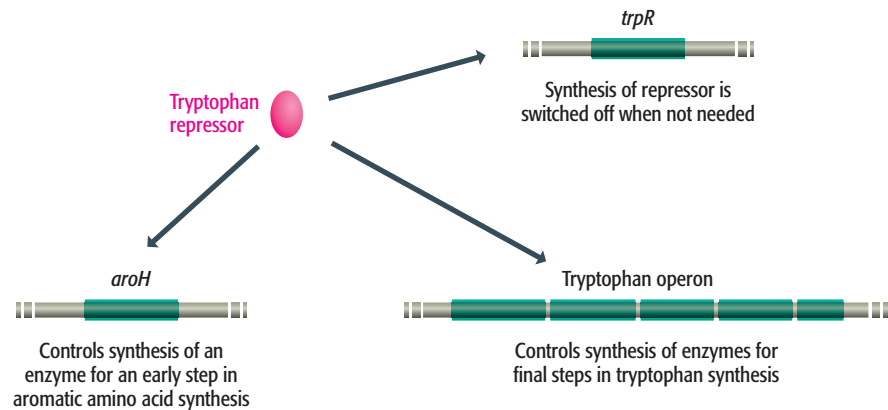 trpR
Synthesis of repressor is
switched off when not needed
Tryptophan
repressor
aroH
Controls synthesis of an
enzyme for an early step in
aromatic amino acid synthesis
Tryptophan operon
Controls synthesis of enzymes for
final steps in tryptophan synthesis